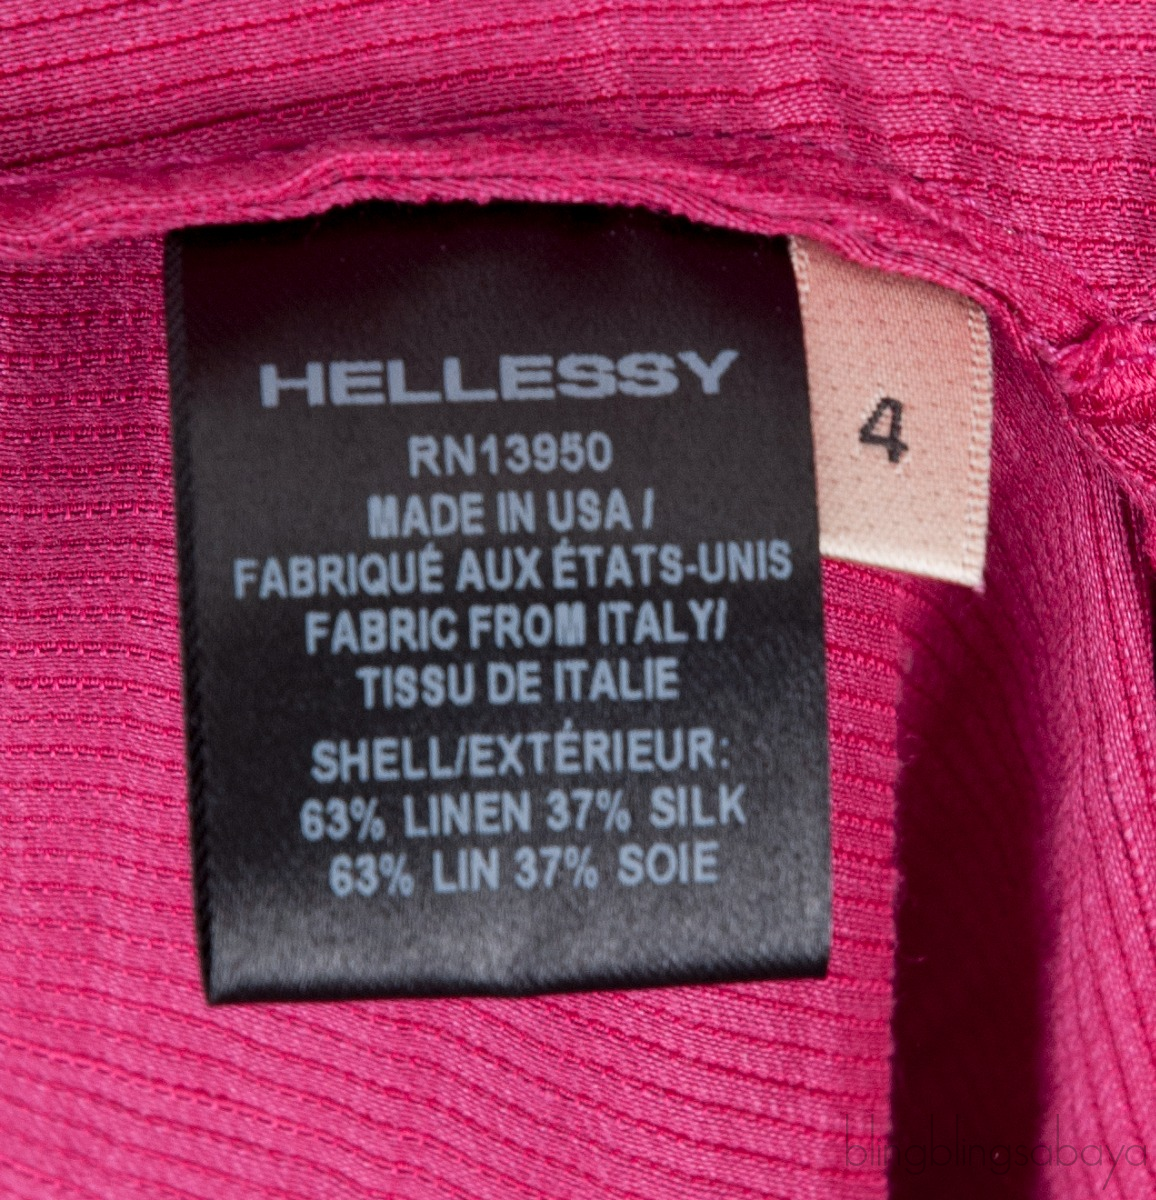 HELLESSY
RN13950
MADE IN USA /
FABRIQUÉ AUX ÉTATS-UNIS
FABRIC FROM ITALY/
TISSU DE ITALIE
SHELL/EXTÉRIEUR:
63% LINEN 37% SILK
63% LIN 37% SOIE
4
blingblingsabaya